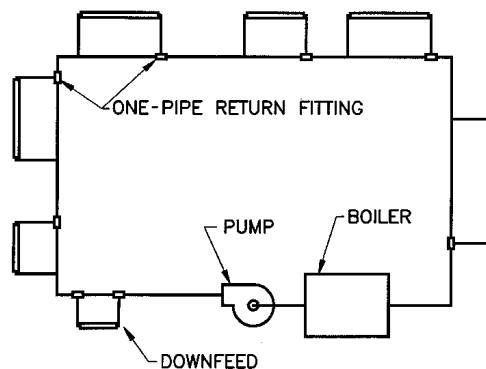 ONE-PIPE RETURN FITTING
BOILER
PUMP
DOWNFEED